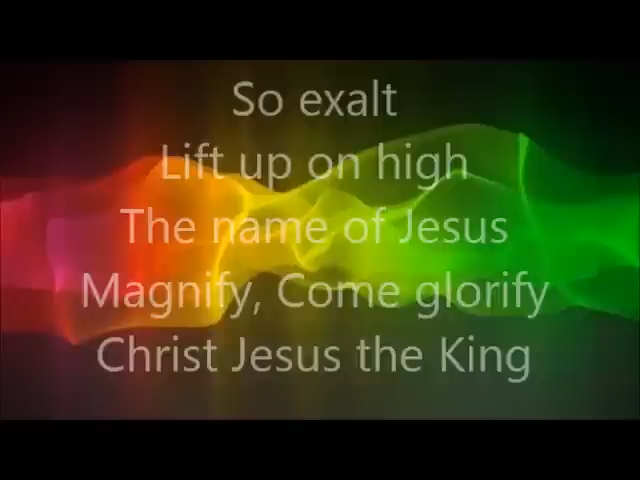 So exalt
Lift up on high
The name of Jesus
Magnify, Come glorify
Christ Jesus the King